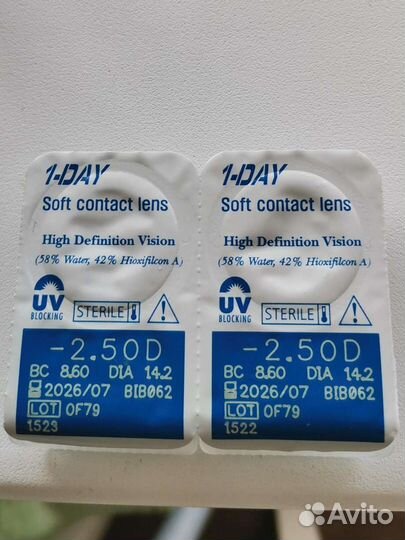 1-DAY
Soft contact lens
High Definition Vision
(58% Water, 42% Hioxifilcon A)
UV
BLOCKING
STERILE
-2.50D
BC 8.60 DIA 14.2
2026/07 BIB062
LOT 0F79
1523
1-DAY
Soft contact lens
High Definition Vision
(58% Water, 42% Hioxifilcon A)
UV
BLOCKING
STERILE
-2.50D
BC 8.60 DIA 14.2
2026/07 BIB062
LOT 0F79
1522
Avito